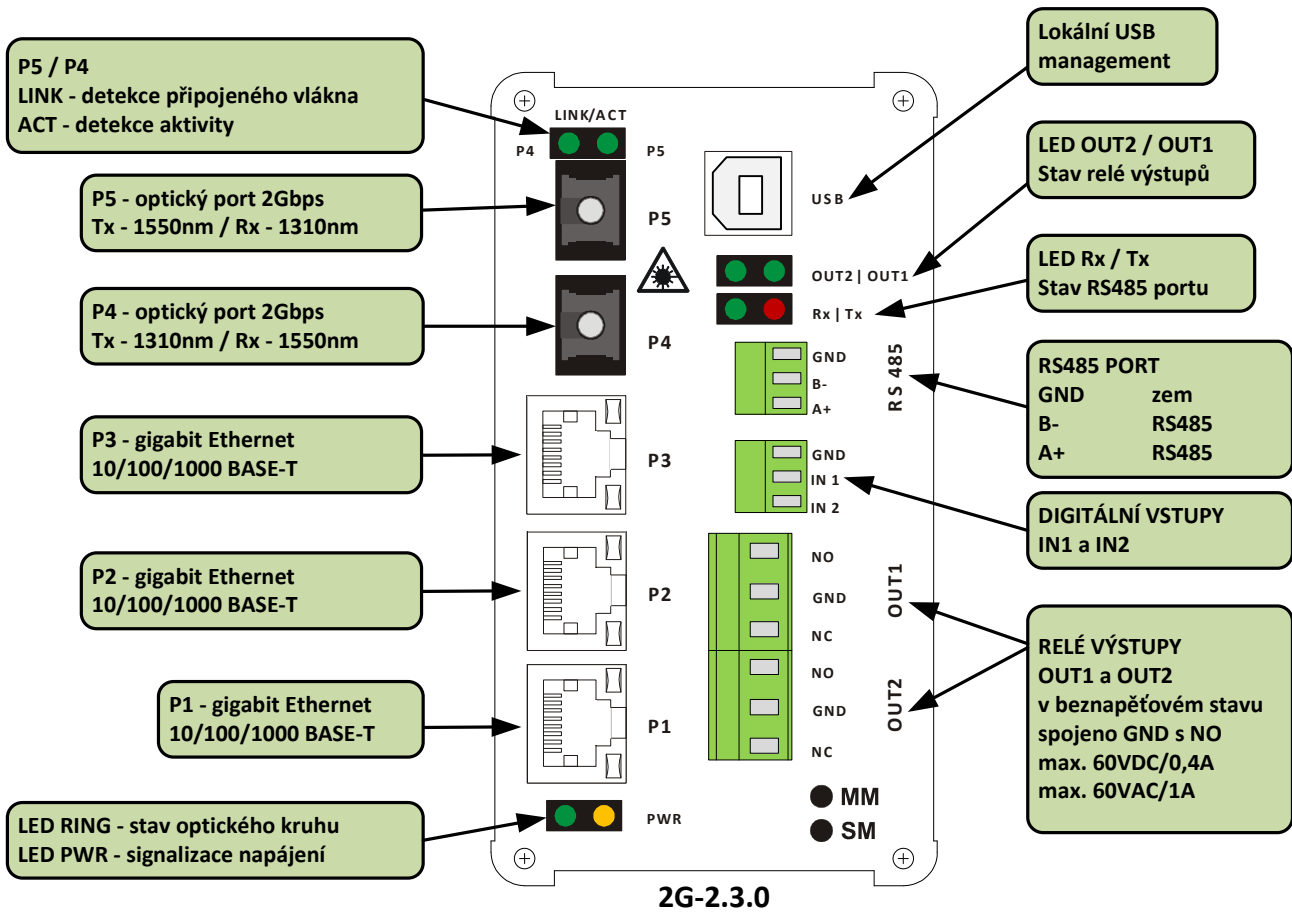 P5 / P4
LINK - detekce připojeného vlákna
ACT - detekce aktivity
P5 - optický port 2Gbps
Tx - 1550nm / Rx - 1310nm
P4 - optický port 2Gbps
Tx - 1310nm / Rx - 1550nm
P3 - gigabit Ethernet
10/100/1000 BASE-T
P2 - gigabit Ethernet
10/100/1000 BASE-T
P1 - gigabit Ethernet
10/100/1000 BASE-T
LED RING - stav optického kruhu
LED PWR - signalizace napájení
LINK/ACT
P4
P5
P5
P4
P3
P2
P1
PWR
USB
OUT2 | OUT1
Rx | Tx
GND
B-
A+
RS 485
GND
IN 1
IN 2
NO
GND
NC
OUT1
NO
GND
NC
OUT2
MM
SM
2G-2.3.0
Lokální USB
management
LED OUT2 / OUT1
Stav relé výstupů
LED Rx / Tx
Stav RS485 portu
RS485 PORT
GND zem
B- RS485
A+ RS485
DIGITÁLNÍ VSTUPY
IN1 a IN2
RELÉ VÝSTUPY
OUT1 a OUT2
v beznapěťovém stavu
spojeno GND s NO
max. 60VDC/0,4A
max. 60VAC/1A